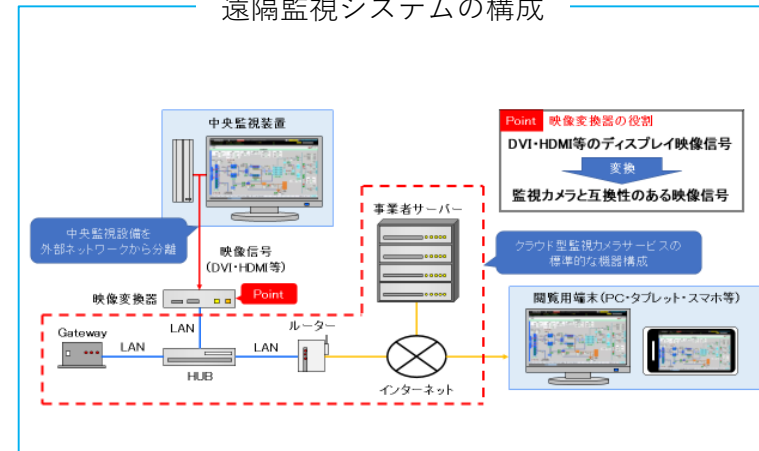 遠隔監視システムの構成
中央監視装置
Point 映像変換器の役割
DVI・HDMI等のディスプレイ映像信号
変換
監視カメラと互換性のある映像信号
事業者サーバー
中央監視設備を
外部ネットワークから分離
映像信号
(DVI・HDMI等)
クラウド型監視カメラサービスの
標準的な機器構成
映像変換器
Point
閲覧用端末(PC・タブレット・スマホ等)
Gateway
LAN
LAN
HUB
LAN
ルーター
インターネット